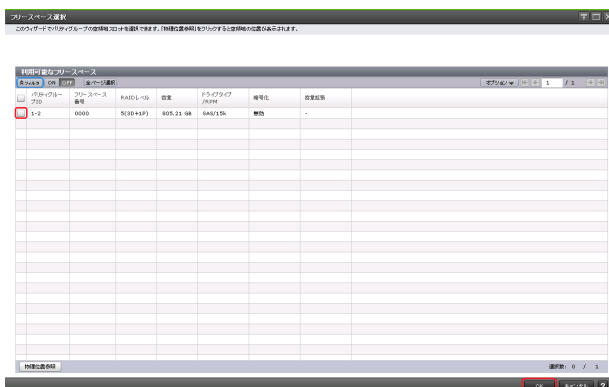 フリースペース選択
このウィザードでパリティグループの空領域スロットを選択できます。「物理位置参照」をクリックすると空領域の位置が表示されます。
利用可能なフリースペース
フィルタ ON OFF 全ページ選択 オプション 1 / 1
パリティグループID フリースペース番号 RAIDレベル 容量 ドライブタイプ/RPM 暗号化 容量拡張
1-2 0000 5(3D+1P) 805.21 GB SAS/15k 無効 -
物理位置参照 選択数: 0 / 1
OK キャンセル ?